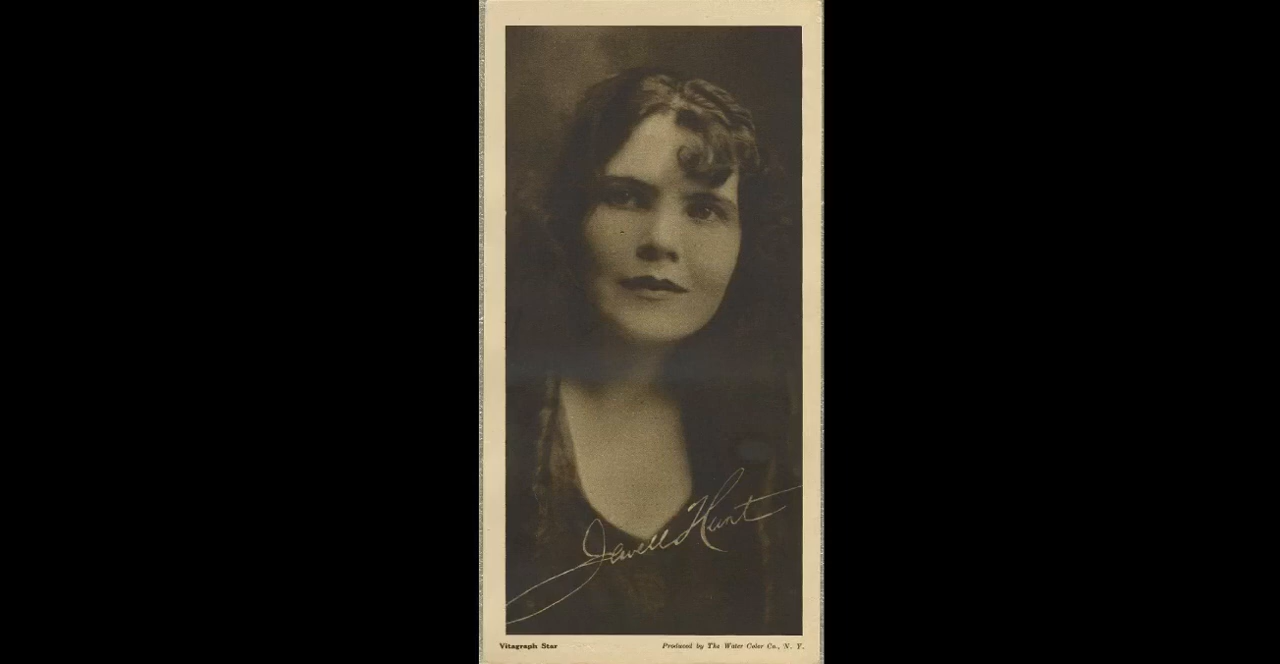 Jewell Hunt
Vitagraph Star
Produced by The Water Color Co., N. Y.